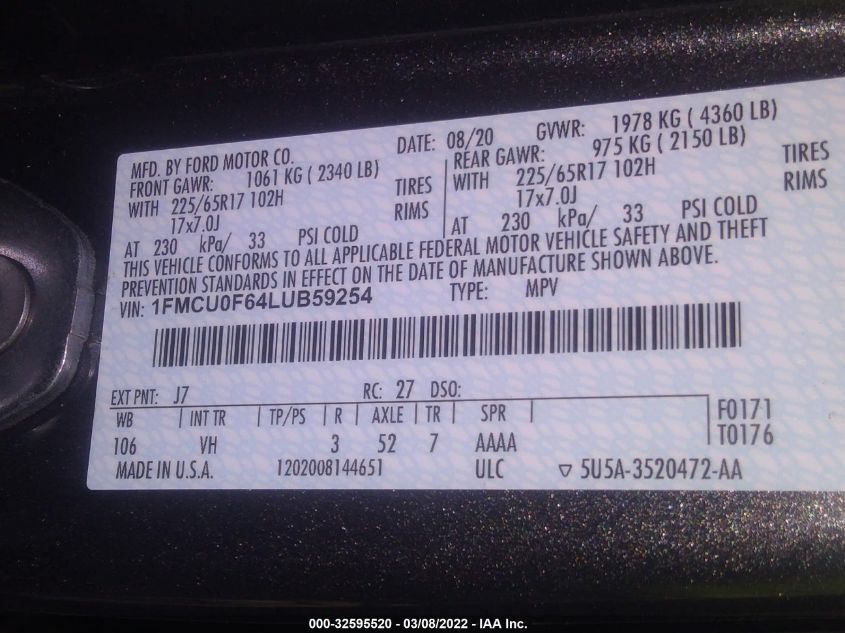 MFD. BY FORD MOTOR CO. DATE: 08/20 GVWR: 1978 KG ( 4360 LB)
FRONT GAWR: 1061 KG ( 2340 LB) REAR GAWR: 975 KG ( 2150 LB)
WITH 225/65R17 102H TIRES WITH 225/65R17 102H TIRES
17x7.0J RIMS 17x7.0J RIMS
AT 230 kPa/ 33 PSI COLD AT 230 kPa/ 33 PSI COLD
THIS VEHICLE CONFORMS TO ALL APPLICABLE FEDERAL MOTOR VEHICLE SAFETY AND THEFT
PREVENTION STANDARDS IN EFFECT ON THE DATE OF MANUFACTURE SHOWN ABOVE.
VIN: 1FMCU0F64LUB59254 TYPE: MPV
EXT PNT: J7 RC: 27 DSO:
WB INT TR TP/PS R AXLE TR SPR F0171
106 VH 3 52 7 AAAA T0176
MADE IN U.S.A. 1202008144651 ULC ▽ 5U5A-3520472-AA
000-32595520 - 03/08/2022 - IAA Inc.